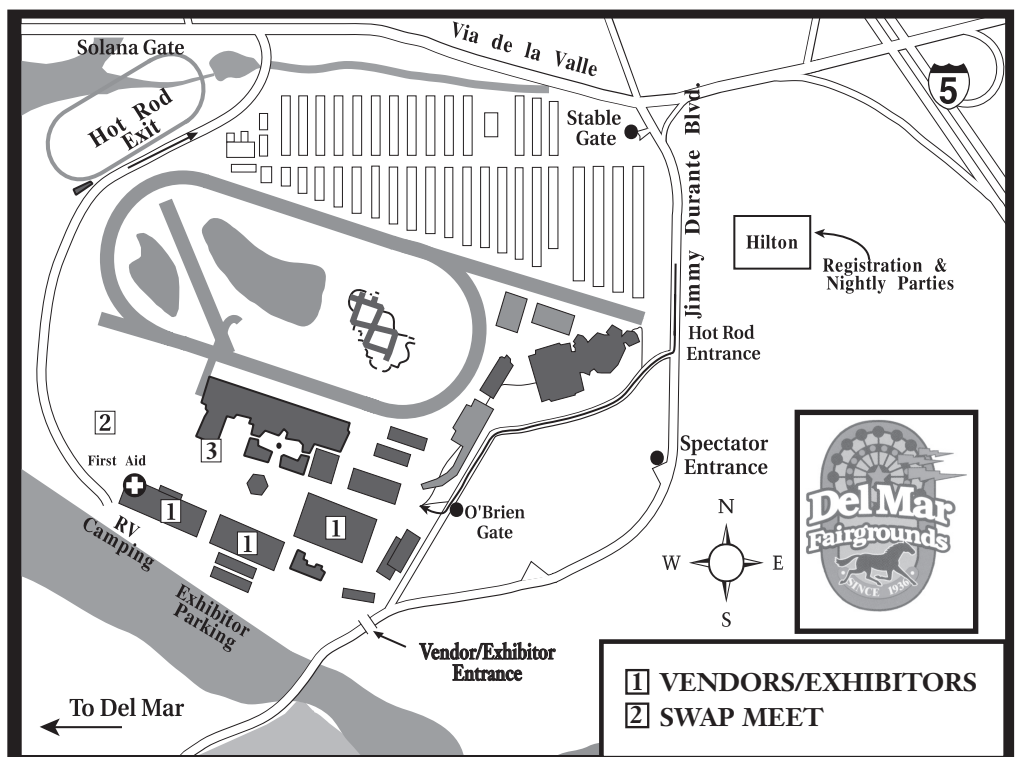 Solana Gate
Via de la Valle
5
Hot Rod
Exit
Stable
Gate
Jimmy Durante Blvd.
Hilton
Registration &
Nightly Parties
Hot Rod
Entrance
2
3
First Aid
1
1
1
Spectator
Entrance
O'Brien
Gate
RV
Camping
Exhibitor
Parking
N
W
E
S
Del Mar
Fairgrounds
SINCE 1936
Vendor/Exhibitor
Entrance
To Del Mar
1 VENDORS/EXHIBITORS
2 SWAP MEET